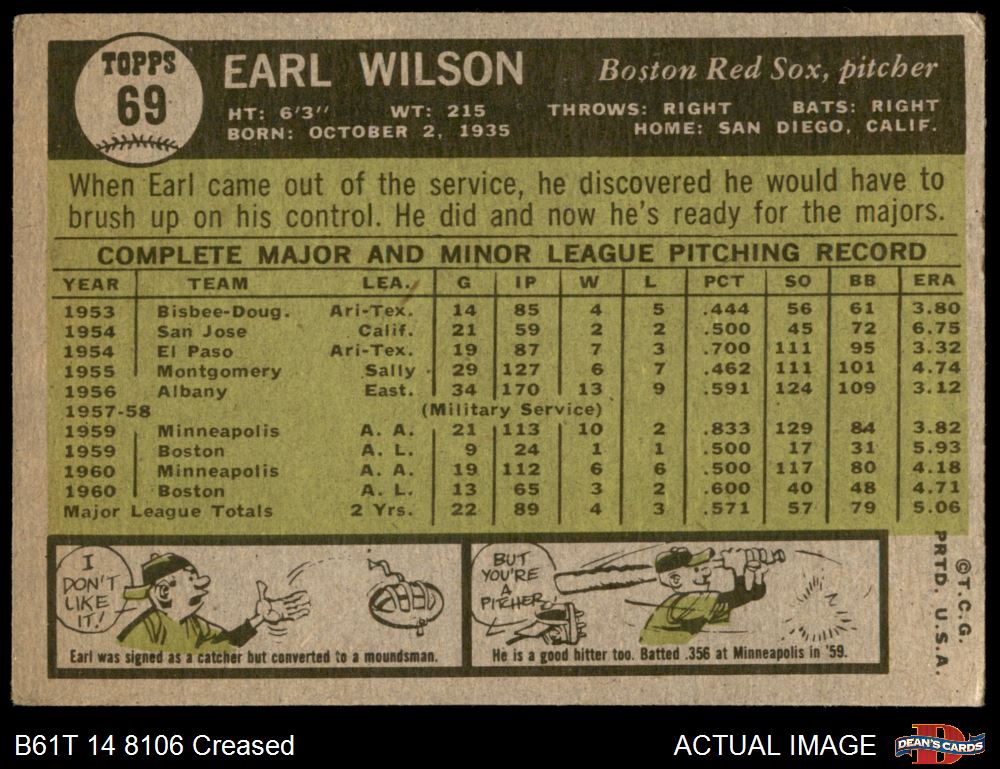 TOPPS
69
EARL WILSON
Boston Red Sox, pitcher
HT: 6'3" WT: 215 THROWS: RIGHT BATS: RIGHT
BORN: OCTOBER 2, 1935 HOME: SAN DIEGO, CALIF.
When Earl came out of the service, he discovered he would have to
brush up on his control. He did and now he's ready for the majors.
COMPLETE MAJOR AND MINOR LEAGUE PITCHING RECORD
YEAR TEAM LEA. G IP W L PCT SO BB ERA
1953 Bisbee-Doug. Ari-Tex. 14 85 4 5 .444 56 61 3.80
1954 San Jose Calif. 21 59 2 2 .500 45 72 6.75
1954 El Paso Ari-Tex. 19 87 7 3 .700 111 95 3.32
1955 Montgomery Sally 29 127 6 7 .462 111 101 4.74
1956 Albany East. 34 170 13 9 .591 124 109 3.12
1957-58 (Military Service)
1959 Minneapolis A. A. 21 113 10 2 .833 129 84 3.82
1959 Boston A. L. 9 24 1 1 .500 17 31 5.93
1960 Minneapolis A. A. 19 112 6 6 .500 117 80 4.18
1960 Boston A. L. 13 65 3 2 .600 40 48 4.71
Major League Totals 2 Yrs. 22 89 4 3 .571 57 79 5.06
I
DON'T
LIKE
IT!
Earl was signed as a catcher but converted to a moundsman.
BUT
YOU'RE
A
PITCHER!
He is a good hitter too. Batted .356 at Minneapolis in '59.
©T.C.G.
PRTD. U.S.A.
B61T 14 8106 Creased
ACTUAL IMAGE
DEAN'S CARDS